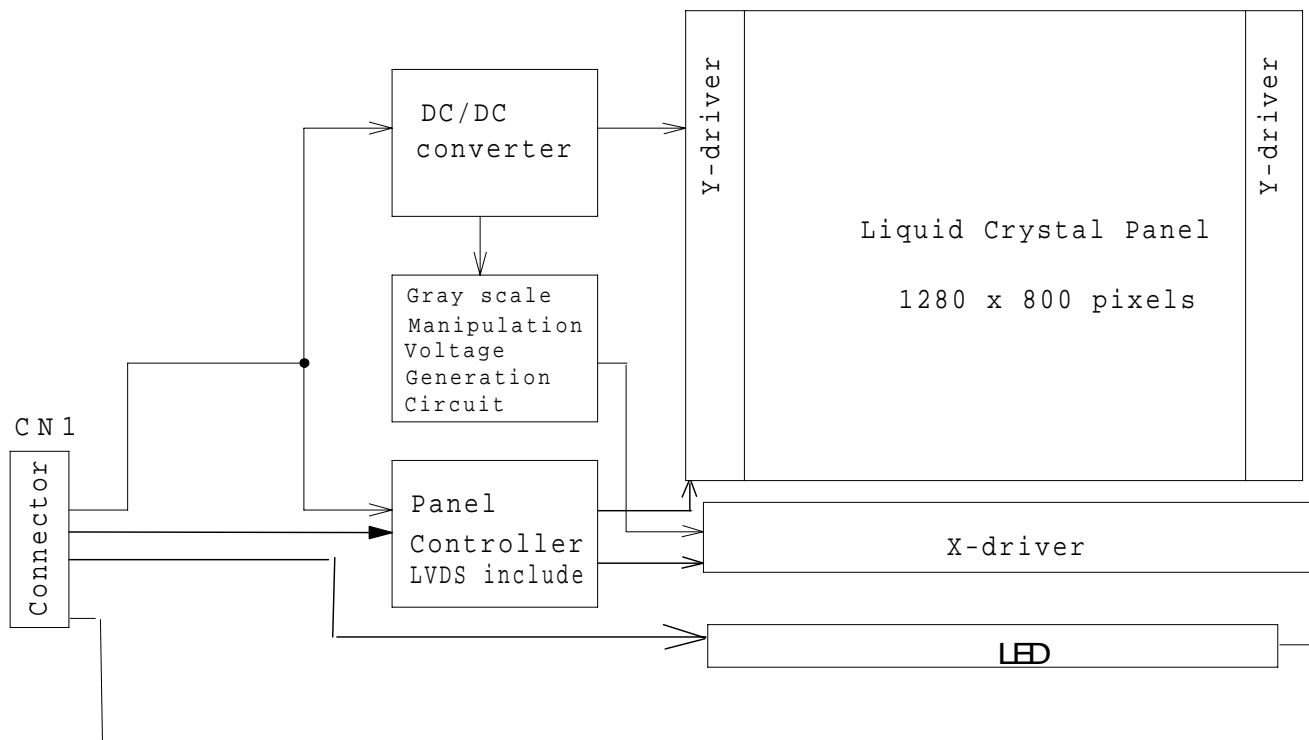 DC/DC
converter
Y-driver
Y-driver
Liquid Crystal Panel
1280 x 800 pixels
Gray scale
Manipulation
Voltage
Generation
Circuit
CN1
Connector
Panel
Controller
LVDS include
X-driver
LED